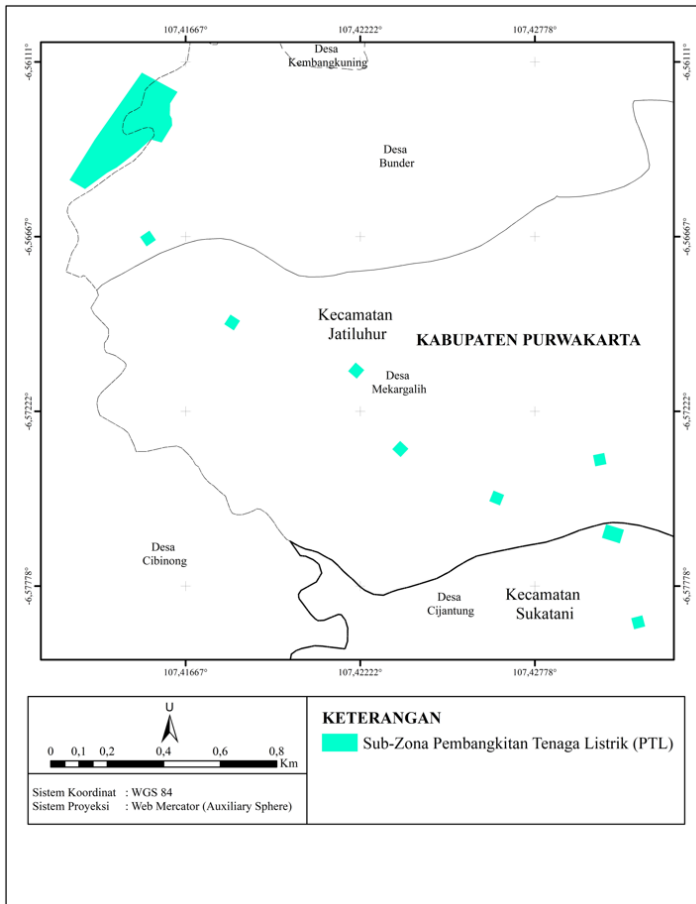 107,41667° 107,42222° 107,42778°
-6,56111° -6,56111°
Desa
Kembangkuning
Desa
Bunder
-6,56667° -6,56667°
Kecamatan
Jatiluhur
KABUPATEN PURWAKARTA
Desa
Mekargalih
-6,57222° -6,57222°
Desa
Cibinong
-6,57778° -6,57778°
Desa
Cijantung
Kecamatan
Sukatani
107,41667° 107,42222° 107,42778°
U
0 0,1 0,2 0,4 0,6 0,8
Km
Sistem Koordinat : WGS 84
Sistem Proyeksi : Web Mercator (Auxiliary Sphere)
KETERANGAN
Sub-Zona Pembangkitan Tenaga Listrik (PTL)